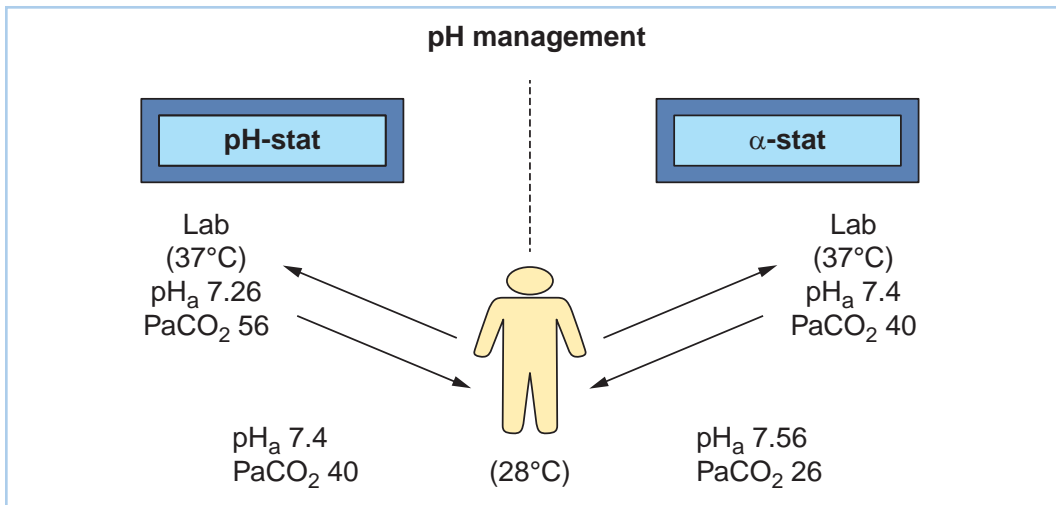 pH management
pH-stat
α-stat
Lab
(37°C)
pHa 7.26
PaCO2 56
Lab
(37°C)
pHa 7.4
PaCO2 40
pHa 7.4
PaCO2 40
(28°C)
pHa 7.56
PaCO2 26